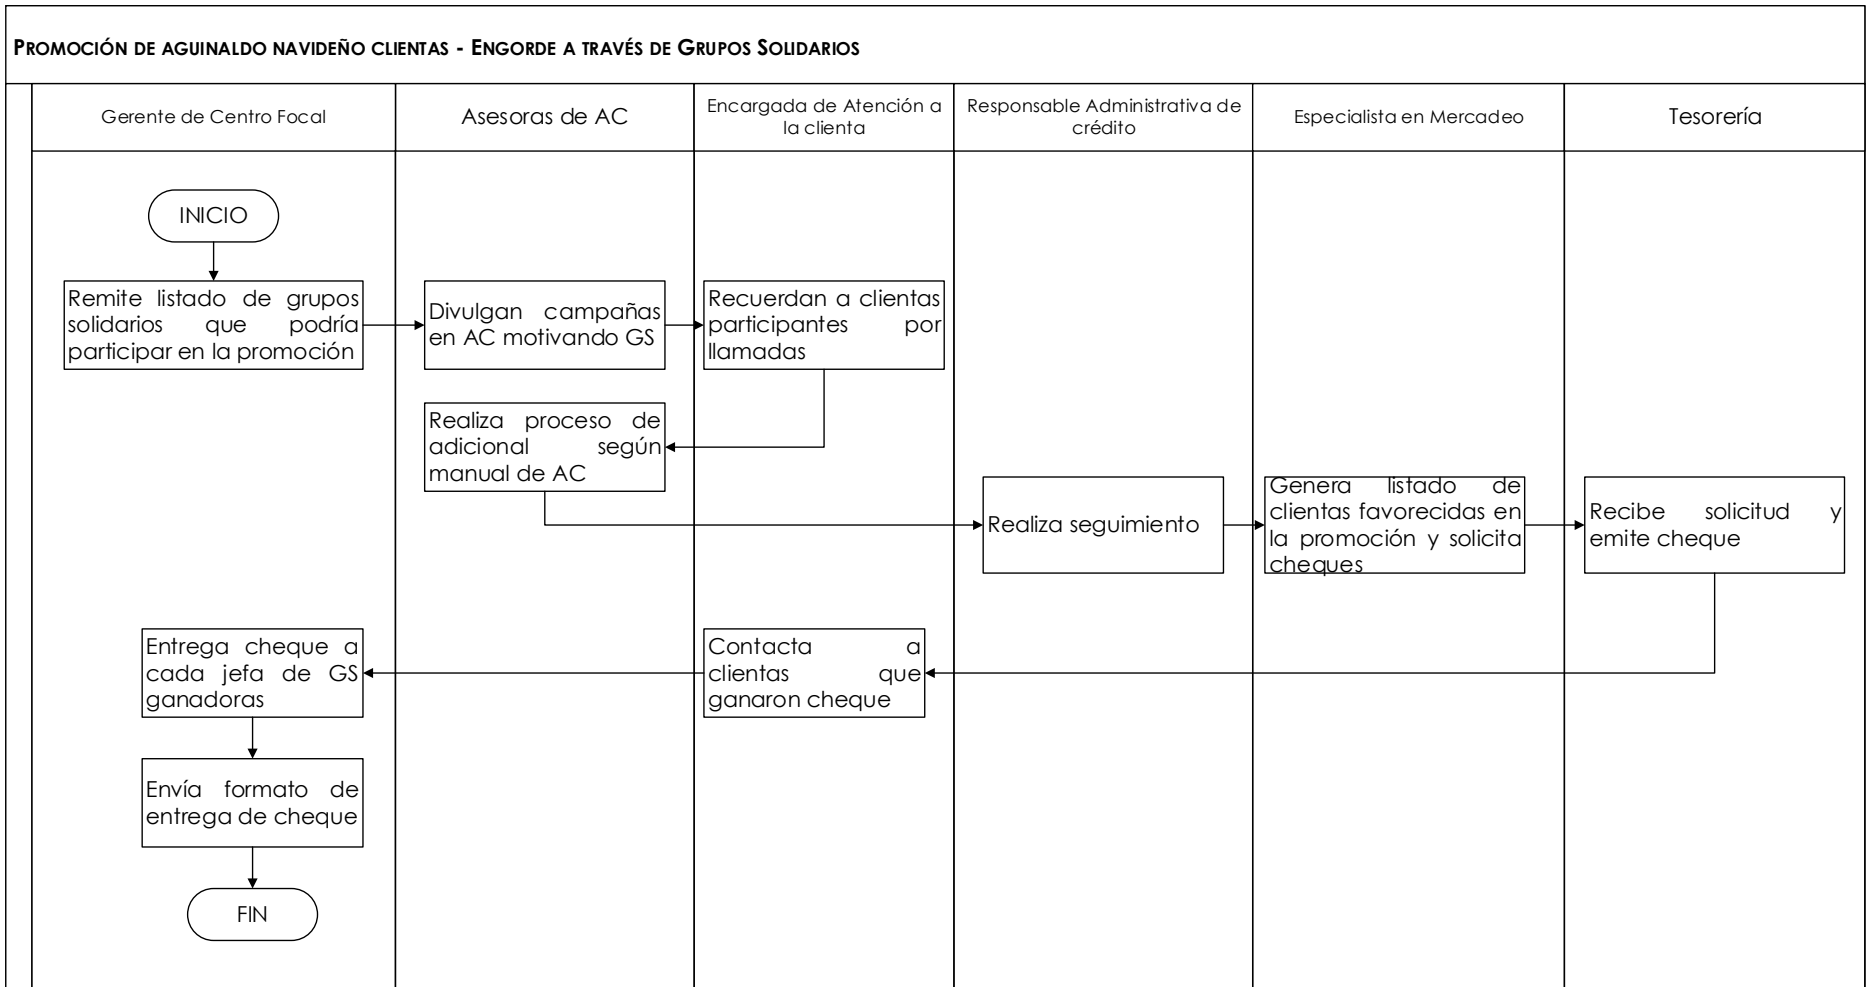 PROMOCIÓN DE AGUINALDO NAVIDEÑO CLIENTAS - ENGORDE A TRAVÉS DE GRUPOS SOLIDARIOS
Gerente de Centro Focal
Asesoras de AC
Encargada de Atención a
la clienta
Responsable Administrativa de
crédito
Especialista en Mercadeo
Tesorería
INICIO
Remite listado de grupos
solidarios que podría
participar en la promoción
Divulgan campañas
en AC motivando GS
Recuerdan a clientas
participantes por
llamadas
Realiza proceso de
adicional según
manual de AC
Realiza seguimiento
Genera listado de
clientas favorecidas en
la promoción y solicita
cheques
Recibe solicitud y
emite cheque
Entrega cheque a
cada jefa de GS
ganadoras
Contacta a
clientas que
ganaron cheque
Envía formato de
entrega de cheque
FIN